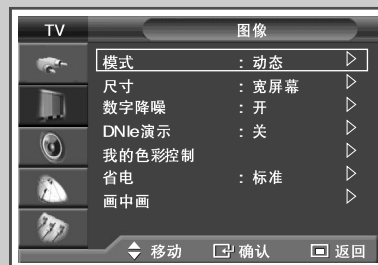 TV 图像
模式 : 动态
尺寸 : 宽屏幕
数字降噪 : 开
DNIe演示 : 关
我的色彩控制
省电 : 标准
画中画
移动 确认 返回